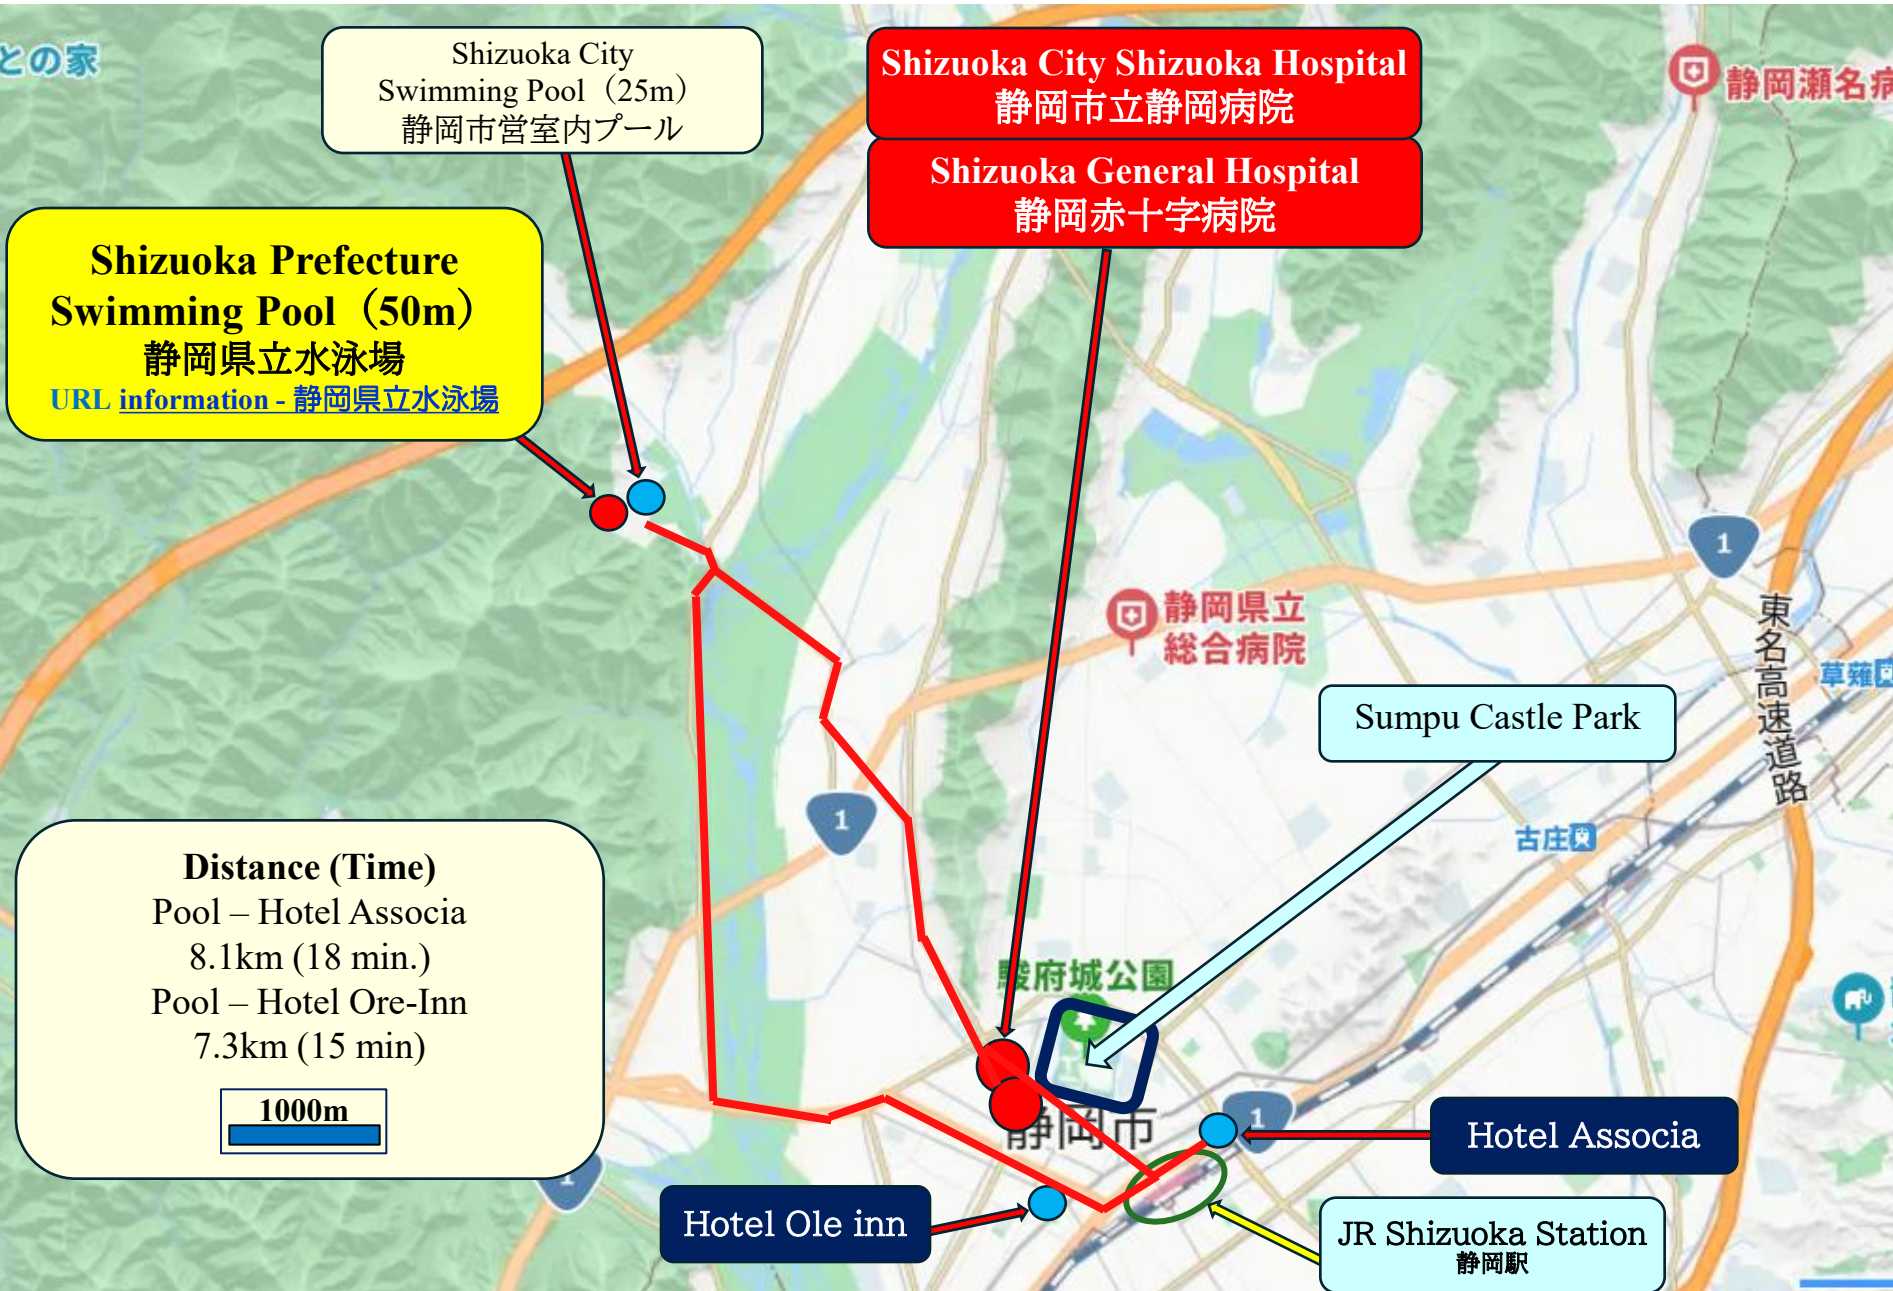 との家
Shizuoka City
Swimming Pool（25m）
静岡市営室内プール
Shizuoka City Shizuoka Hospital
静岡市立静岡病院
Shizuoka General Hospital
静岡赤十字病院
静岡瀬名病
Shizuoka Prefecture
Swimming Pool（50m）
静岡県立水泳場
URL information - 静岡県立水泳場
1
静岡県立
総合病院
東名高速道路
草薙
Sumpu Castle Park
1
古庄
Distance (Time)
Pool – Hotel Associa
8.1km (18 min.)
Pool – Hotel Ore-Inn
7.3km (15 min)
1000m
駿府城公園
静岡市
1
Hotel Associa
1
Hotel Ole inn
JR Shizuoka Station
静岡駅